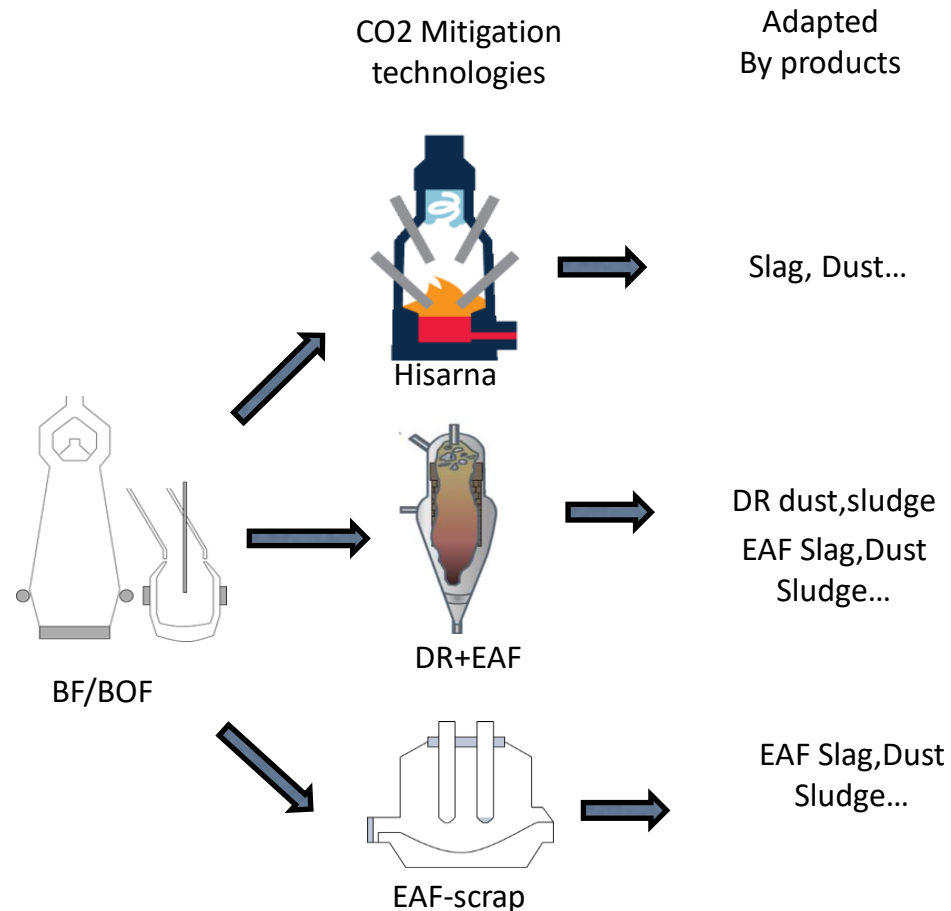 CO2 Mitigation
technologies
Adapted
By products
Slag, Dust...
Hisarna
DR dust,sludge
EAF Slag,Dust
Sludge...
DR+EAF
BF/BOF
EAF Slag,Dust
Sludge...
EAF-scrap